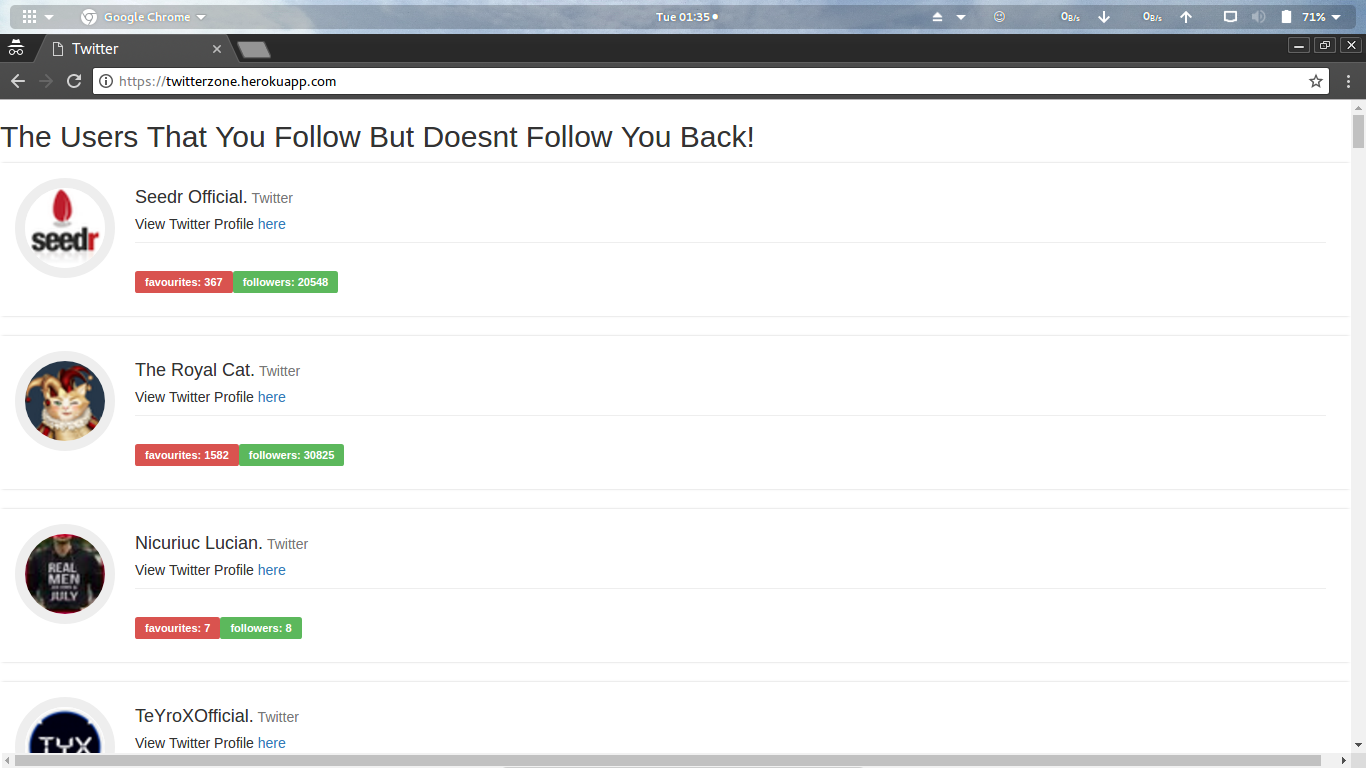 Google Chrome
Tue 01:35
0B/s
0B/s
71%
Twitter
https://twitterzone.herokuapp.com
The Users That You Follow But Doesnt Follow You Back!
seedr
Seedr Official. Twitter
View Twitter Profile here
favourites: 367 followers: 20548
The Royal Cat. Twitter
View Twitter Profile here
favourites: 1582 followers: 30825
REAL
MEN
JULY
Nicuriuc Lucian. Twitter
View Twitter Profile here
favourites: 7 followers: 8
TYX
TeYroXOfficial. Twitter
View Twitter Profile here